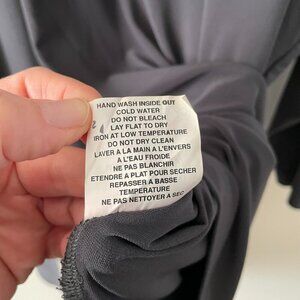 HAND WASH INSIDE OUT
COLD WATER
DO NOT BLEACH
LAY FLAT TO DRY
IRON AT LOW TEMPERATURE
DO NOT DRY CLEAN
LAVER A LA MAIN A L'ENVERS
A L'EAU FROIDE
NE PAS BLANCHIR
ETENDRE A PLAT POUR SECHER
REPASSER A BASSE
TEMPERATURE
NE PAS NETTOYER A SEC